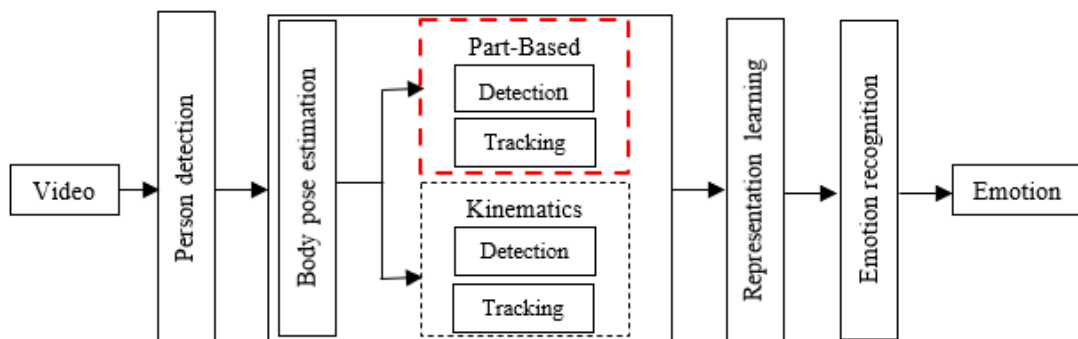 Video
Person detection
Body pose estimation
Part-Based
Detection
Tracking
Kinematics
Detection
Tracking
Representation learning
Emotion recognition
Emotion